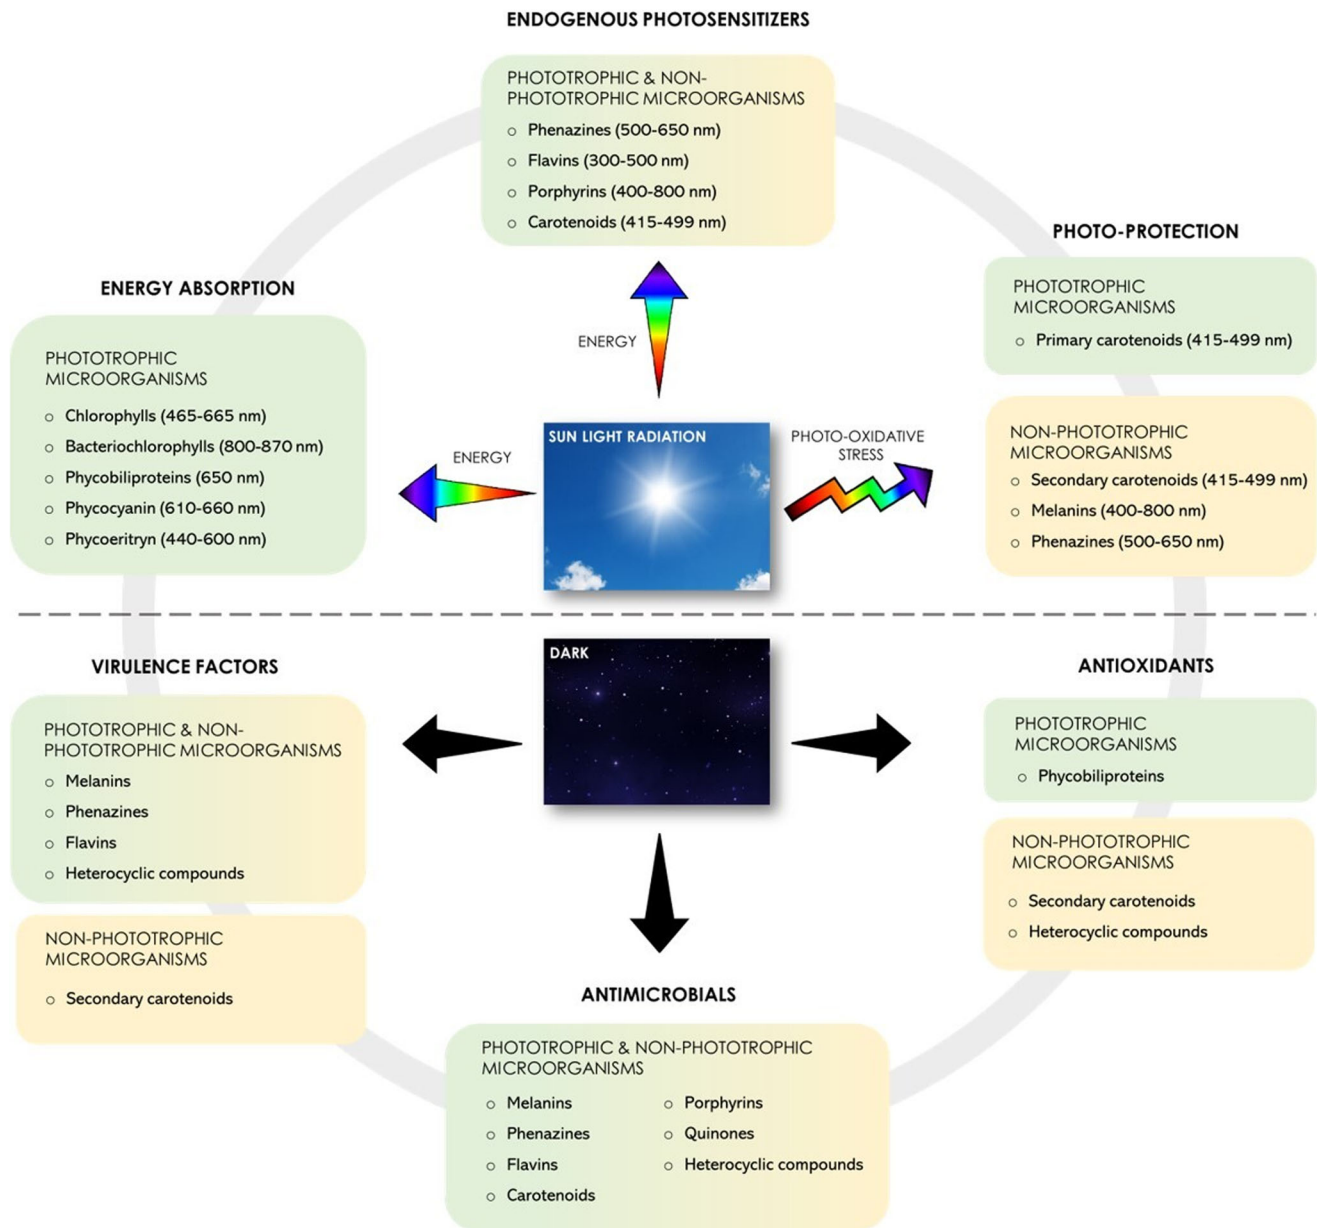 ENDOGENOUS PHOTOSENSITIZERS
PHOTOTROPHIC & NON-
PHOTOTROPHIC MICROORGANISMS
Phenazines (500-650 nm)
Flavins (300-500 nm)
Porphyrins (400-800 nm)
Carotenoids (415-499 nm)
PHOTO-PROTECTION
PHOTOTROPHIC
MICROORGANISMS
Primary carotenoids (415-499 nm)
NON-PHOTOTROPHIC
MICROORGANISMS
Secondary carotenoids (415-499 nm)
Melanins (400-800 nm)
Phenazines (500-650 nm)
ENERGY ABSORPTION
PHOTOTROPHIC
MICROORGANISMS
Chlorophylls (465-665 nm)
Bacteriochlorophylls (800-870 nm)
Phycobiliproteins (650 nm)
Phycocyanin (610-660 nm)
Phycoeritryn (440-600 nm)
ENERGY
ENERGY
SUN LIGHT RADIATION
PHOTO-OXIDATIVE
STRESS
DARK
VIRULENCE FACTORS
PHOTOTROPHIC & NON-
PHOTOTROPHIC MICROORGANISMS
Melanins
Phenazines
Flavins
Heterocyclic compounds
NON-PHOTOTROPHIC
MICROORGANISMS
Secondary carotenoids
ANTIOXIDANTS
PHOTOTROPHIC
MICROORGANISMS
Phycobiliproteins
NON-PHOTOTROPHIC
MICROORGANISMS
Secondary carotenoids
Heterocyclic compounds
ANTIMICROBIALS
PHOTOTROPHIC & NON-PHOTOTROPHIC
MICROORGANISMS
Melanins
Phenazines
Flavins
Carotenoids
Porphyrins
Quinones
Heterocyclic compounds